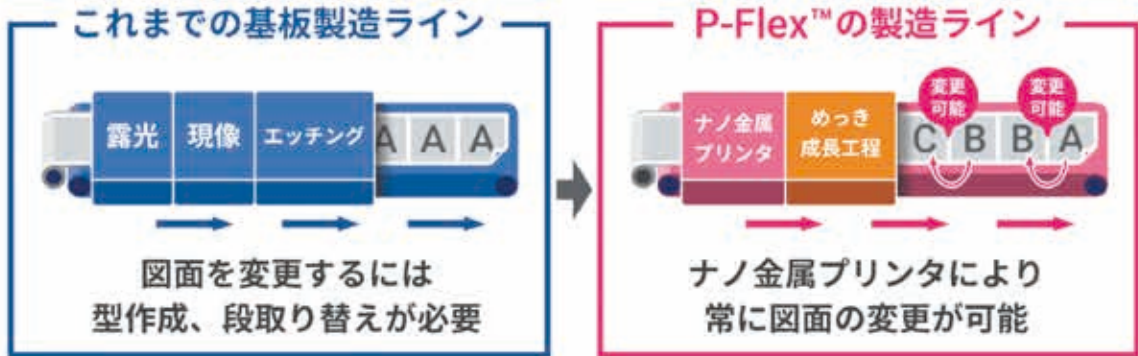 これまでの基板製造ライン
露光
現像
エッチング
A A A
図面を変更するには
型作成、段取り替えが必要
P-Flex™の製造ライン
ナノ金属
プリンタ
めっき
成長工程
変更
可能
変更
可能
C B B A
ナノ金属プリンタにより
常に図面の変更が可能